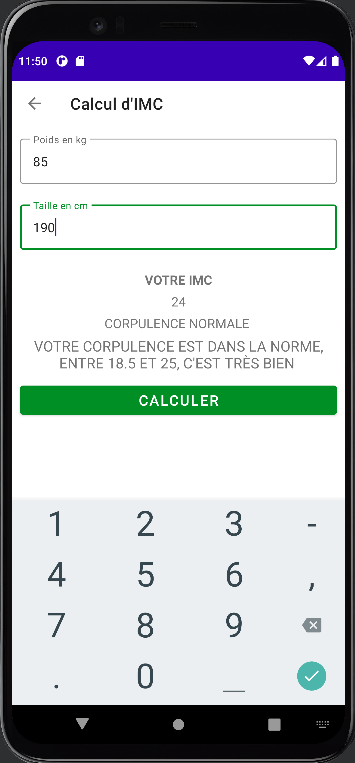 11:50
Calcul d'IMC
Poids en kg
85
Taille en cm
190
VOTRE IMC
24
CORPULENCE NORMALE
VOTRE CORPULENCE EST DANS LA NORME,
ENTRE 18.5 ET 25, C'EST TRÈS BIEN
CALCULER
1 2 3 -
4 5 6 ,
7 8 9
. 0 _